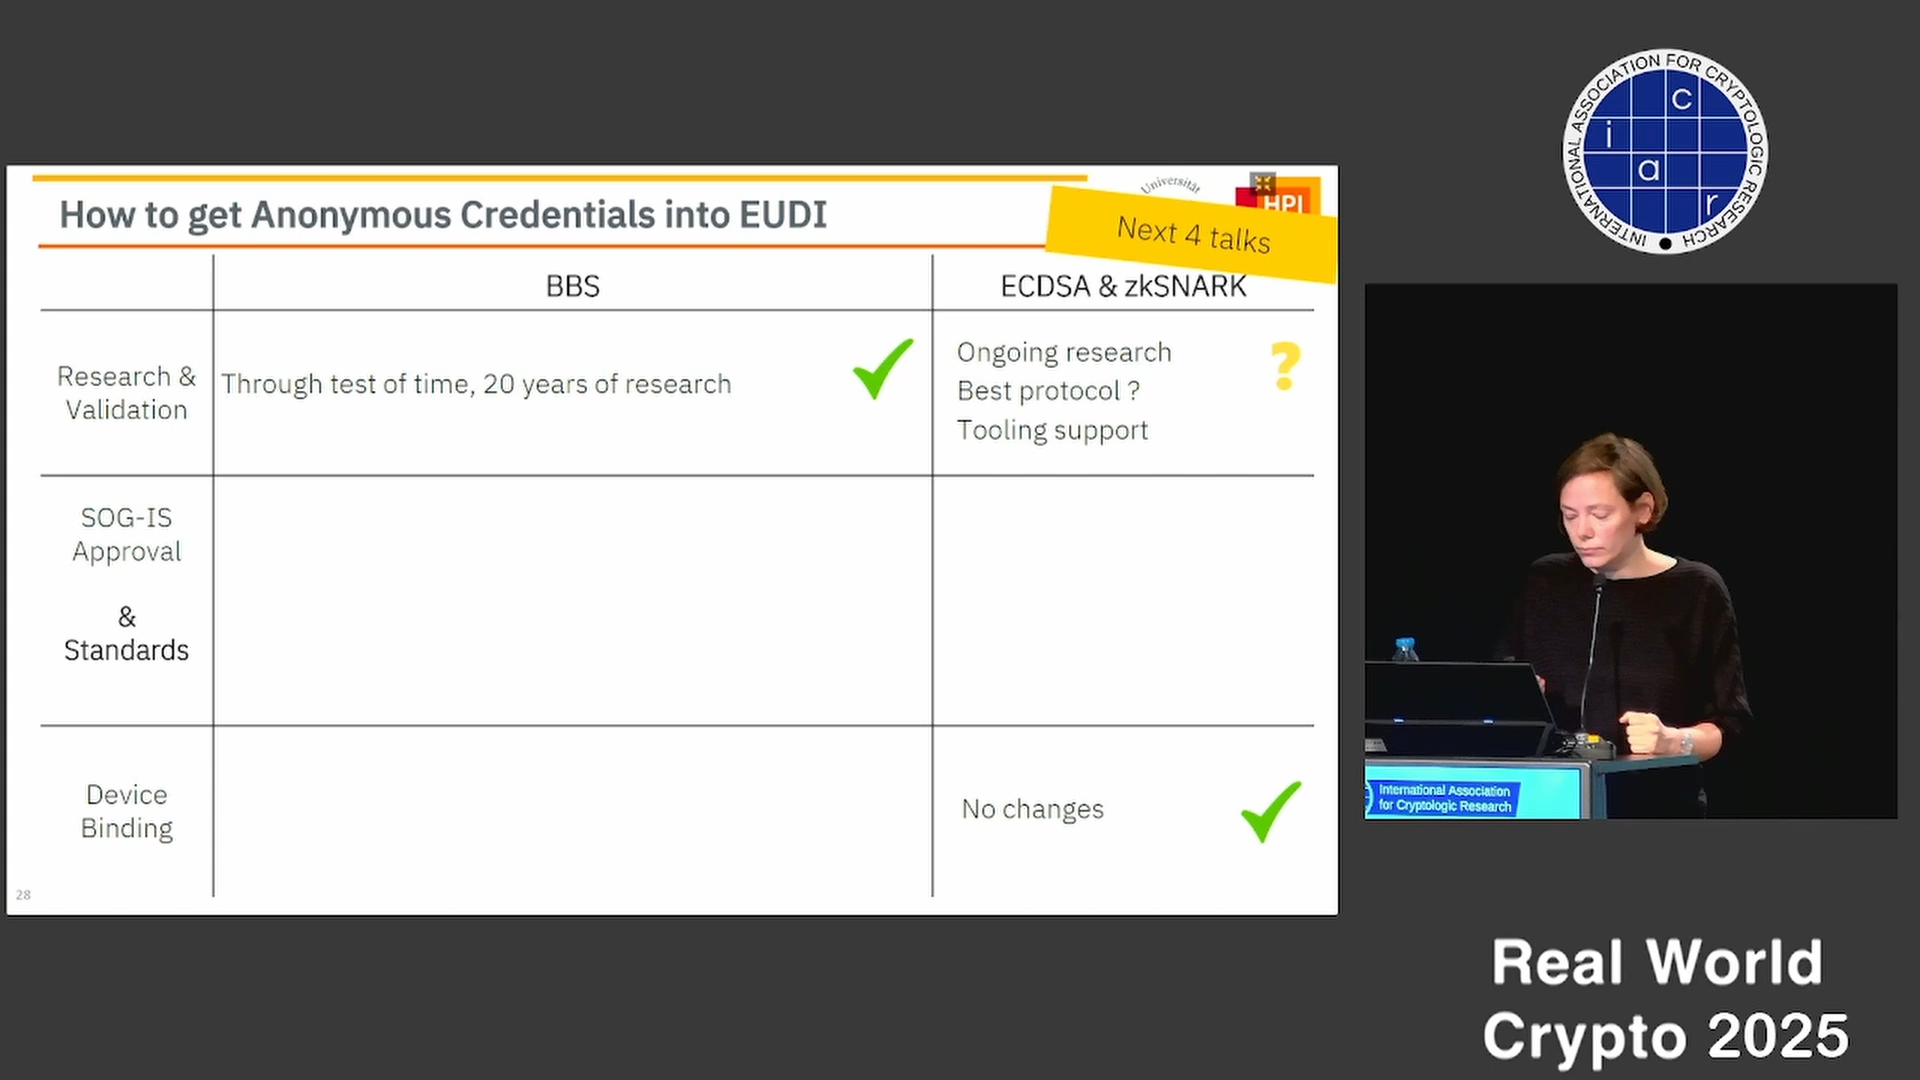 How to get Anonymous Credentials into EUDI
Universität
HPI
Next 4 talks
BBS
ECDSA & zkSNARK
Research &
Validation
Through test of time, 20 years of research
Ongoing research
Best protocol ?
Tooling support
?
SOG-IS
Approval
&
Standards
Device
Binding
No changes
28
INTERNATIONAL ASSOCIATION FOR CRYPTOLOGIC RESEARCH
i a c r
International Association
for Cryptologic Research
Real World
Crypto 2025